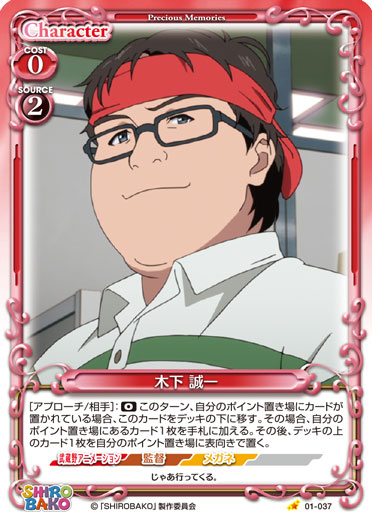 Precious Memories
Character
COST
0
SOURCE
2
木下 誠一
[アプローチ/相手]: 0 このターン、自分のポイント置き場にカードが
置かれている場合、このカードをデッキの下に移す。その場合、自分の
ポイント置き場にあるカード1枚を手札に加える。その後、デッキの上
のカード1枚を自分のポイント置き場に表向きで置く。
武蔵野アニメーション 監督 メガネ
じゃあ行ってくる。
SHIRO
BAKO
©「SHIROBAKO」製作委員会
01-037